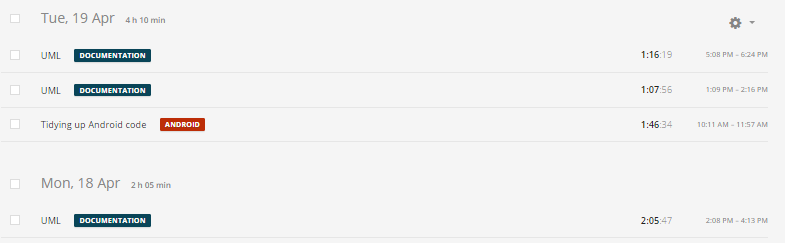 Tue, 19 Apr 4 h 10 min
UML DOCUMENTATION 1:16:19 5:08 PM – 6:24 PM
UML DOCUMENTATION 1:07:56 1:09 PM – 2:16 PM
Tidying up Android code ANDROID 1:46:34 10:11 AM – 11:57 AM
Mon, 18 Apr 2 h 05 min
UML DOCUMENTATION 2:05:47 2:08 PM – 4:13 PM